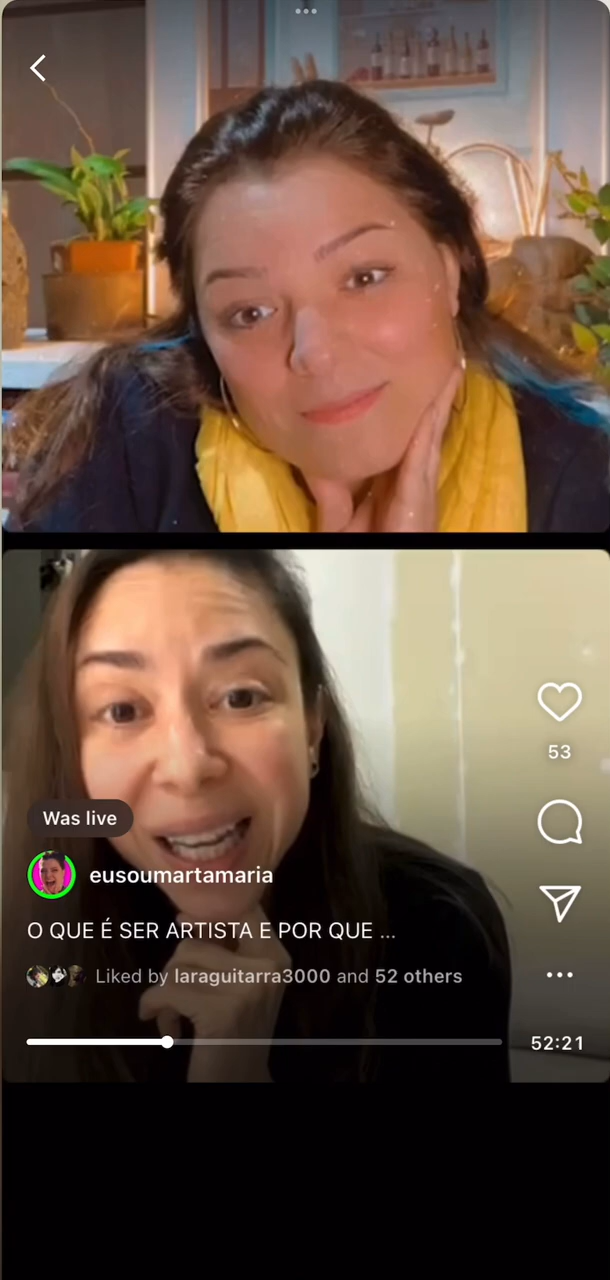 Was live
eusoumartamaria
O QUE É SER ARTISTA E POR QUE ...
Liked by laraguitarra3000 and 52 others
53
52:21